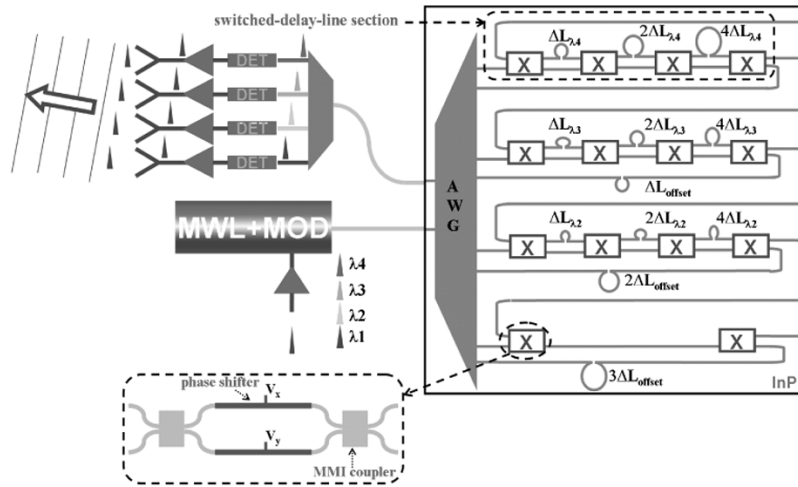 switched-delay-line section
ΔLλ4 2ΔLλ4 4ΔLλ4
X X X X
DET
DET
DET
DET
ΔLλ3 2ΔLλ3 4ΔLλ3
X X X X
ΔLoffset
A
W
G
MWL+MOD
ΔLλ2 2ΔLλ2 4ΔLλ2
X X X X
2ΔLoffset
λ4
λ3
λ2
λ1
X X
3ΔLoffset
InP
phase shifter
Vx
Vy
MMI coupler